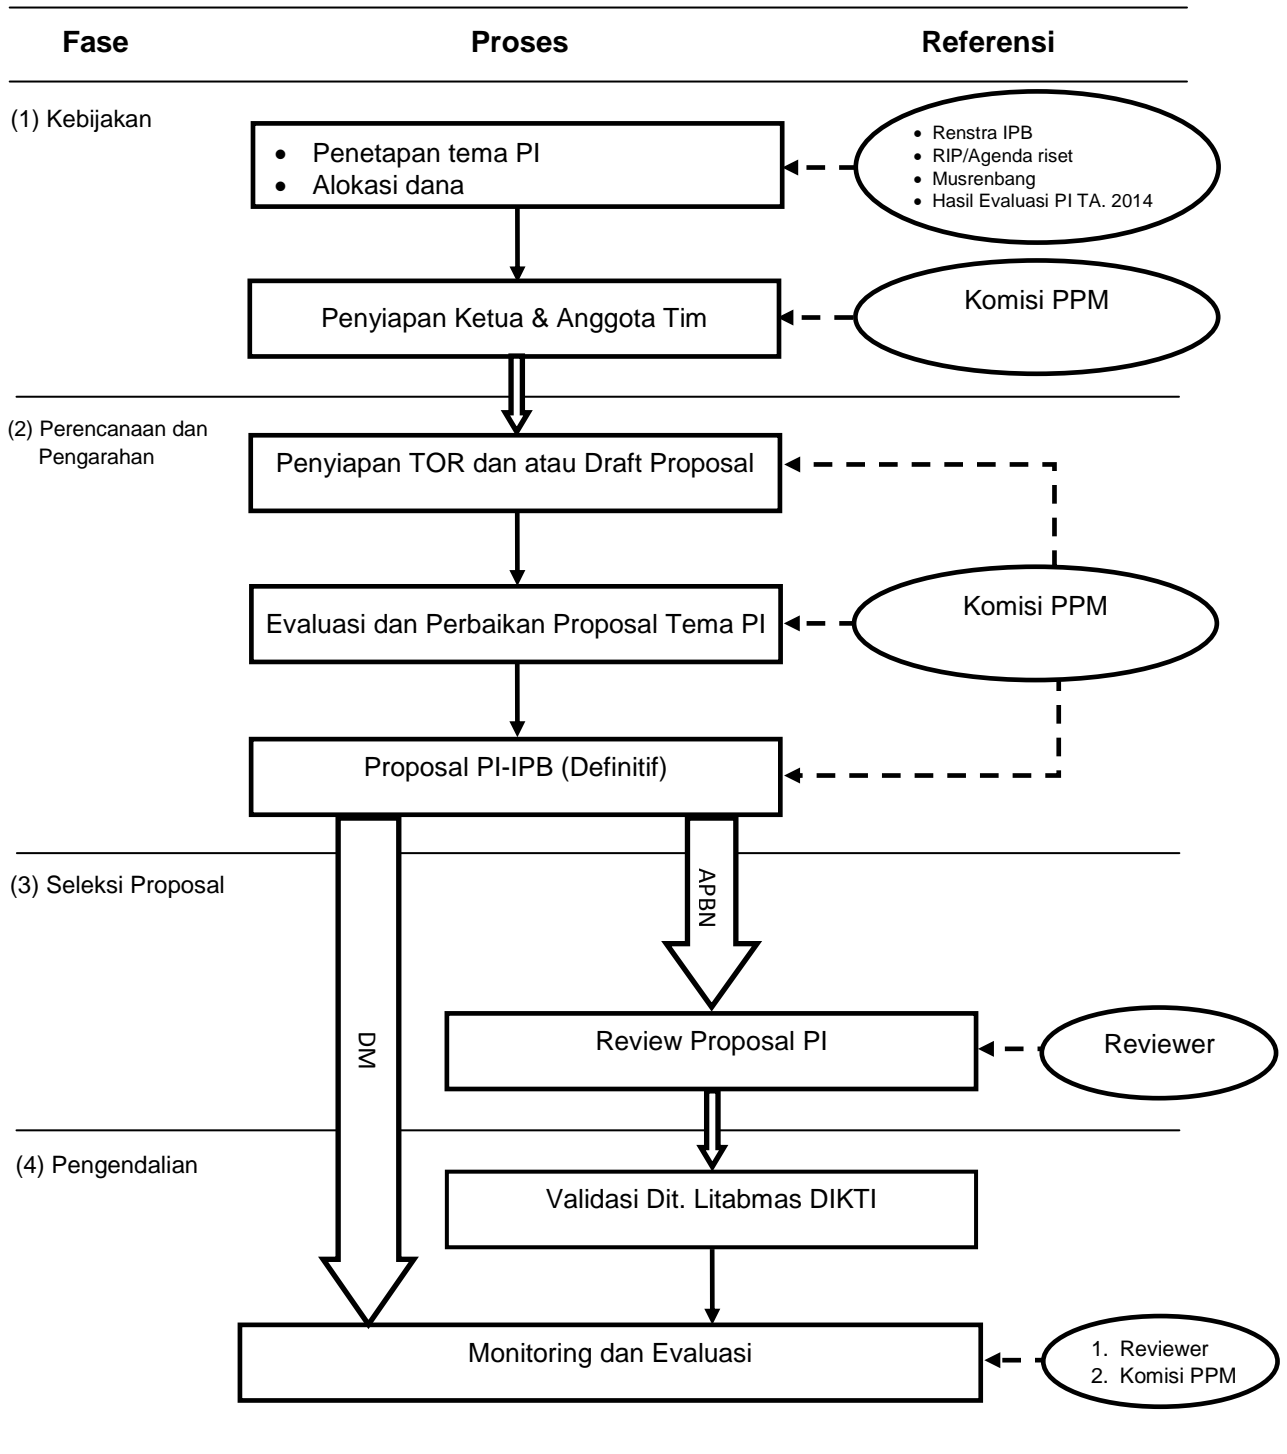 Fase Proses Referensi
(1) Kebijakan
• Penetapan tema PI
• Alokasi dana
• Renstra IPB
• RIP/Agenda riset
• Musrenbang
• Hasil Evaluasi PI TA. 2014
Penyiapan Ketua & Anggota Tim
Komisi PPM
(2) Perencanaan dan
Pengarahan
Penyiapan TOR dan atau Draft Proposal
Evaluasi dan Perbaikan Proposal Tema PI
Komisi PPM
Proposal PI-IPB (Definitif)
(3) Seleksi Proposal
APBN
DM
Review Proposal PI
Reviewer
(4) Pengendalian
Validasi Dit. Litabmas DIKTI
Monitoring dan Evaluasi
1. Reviewer
2. Komisi PPM